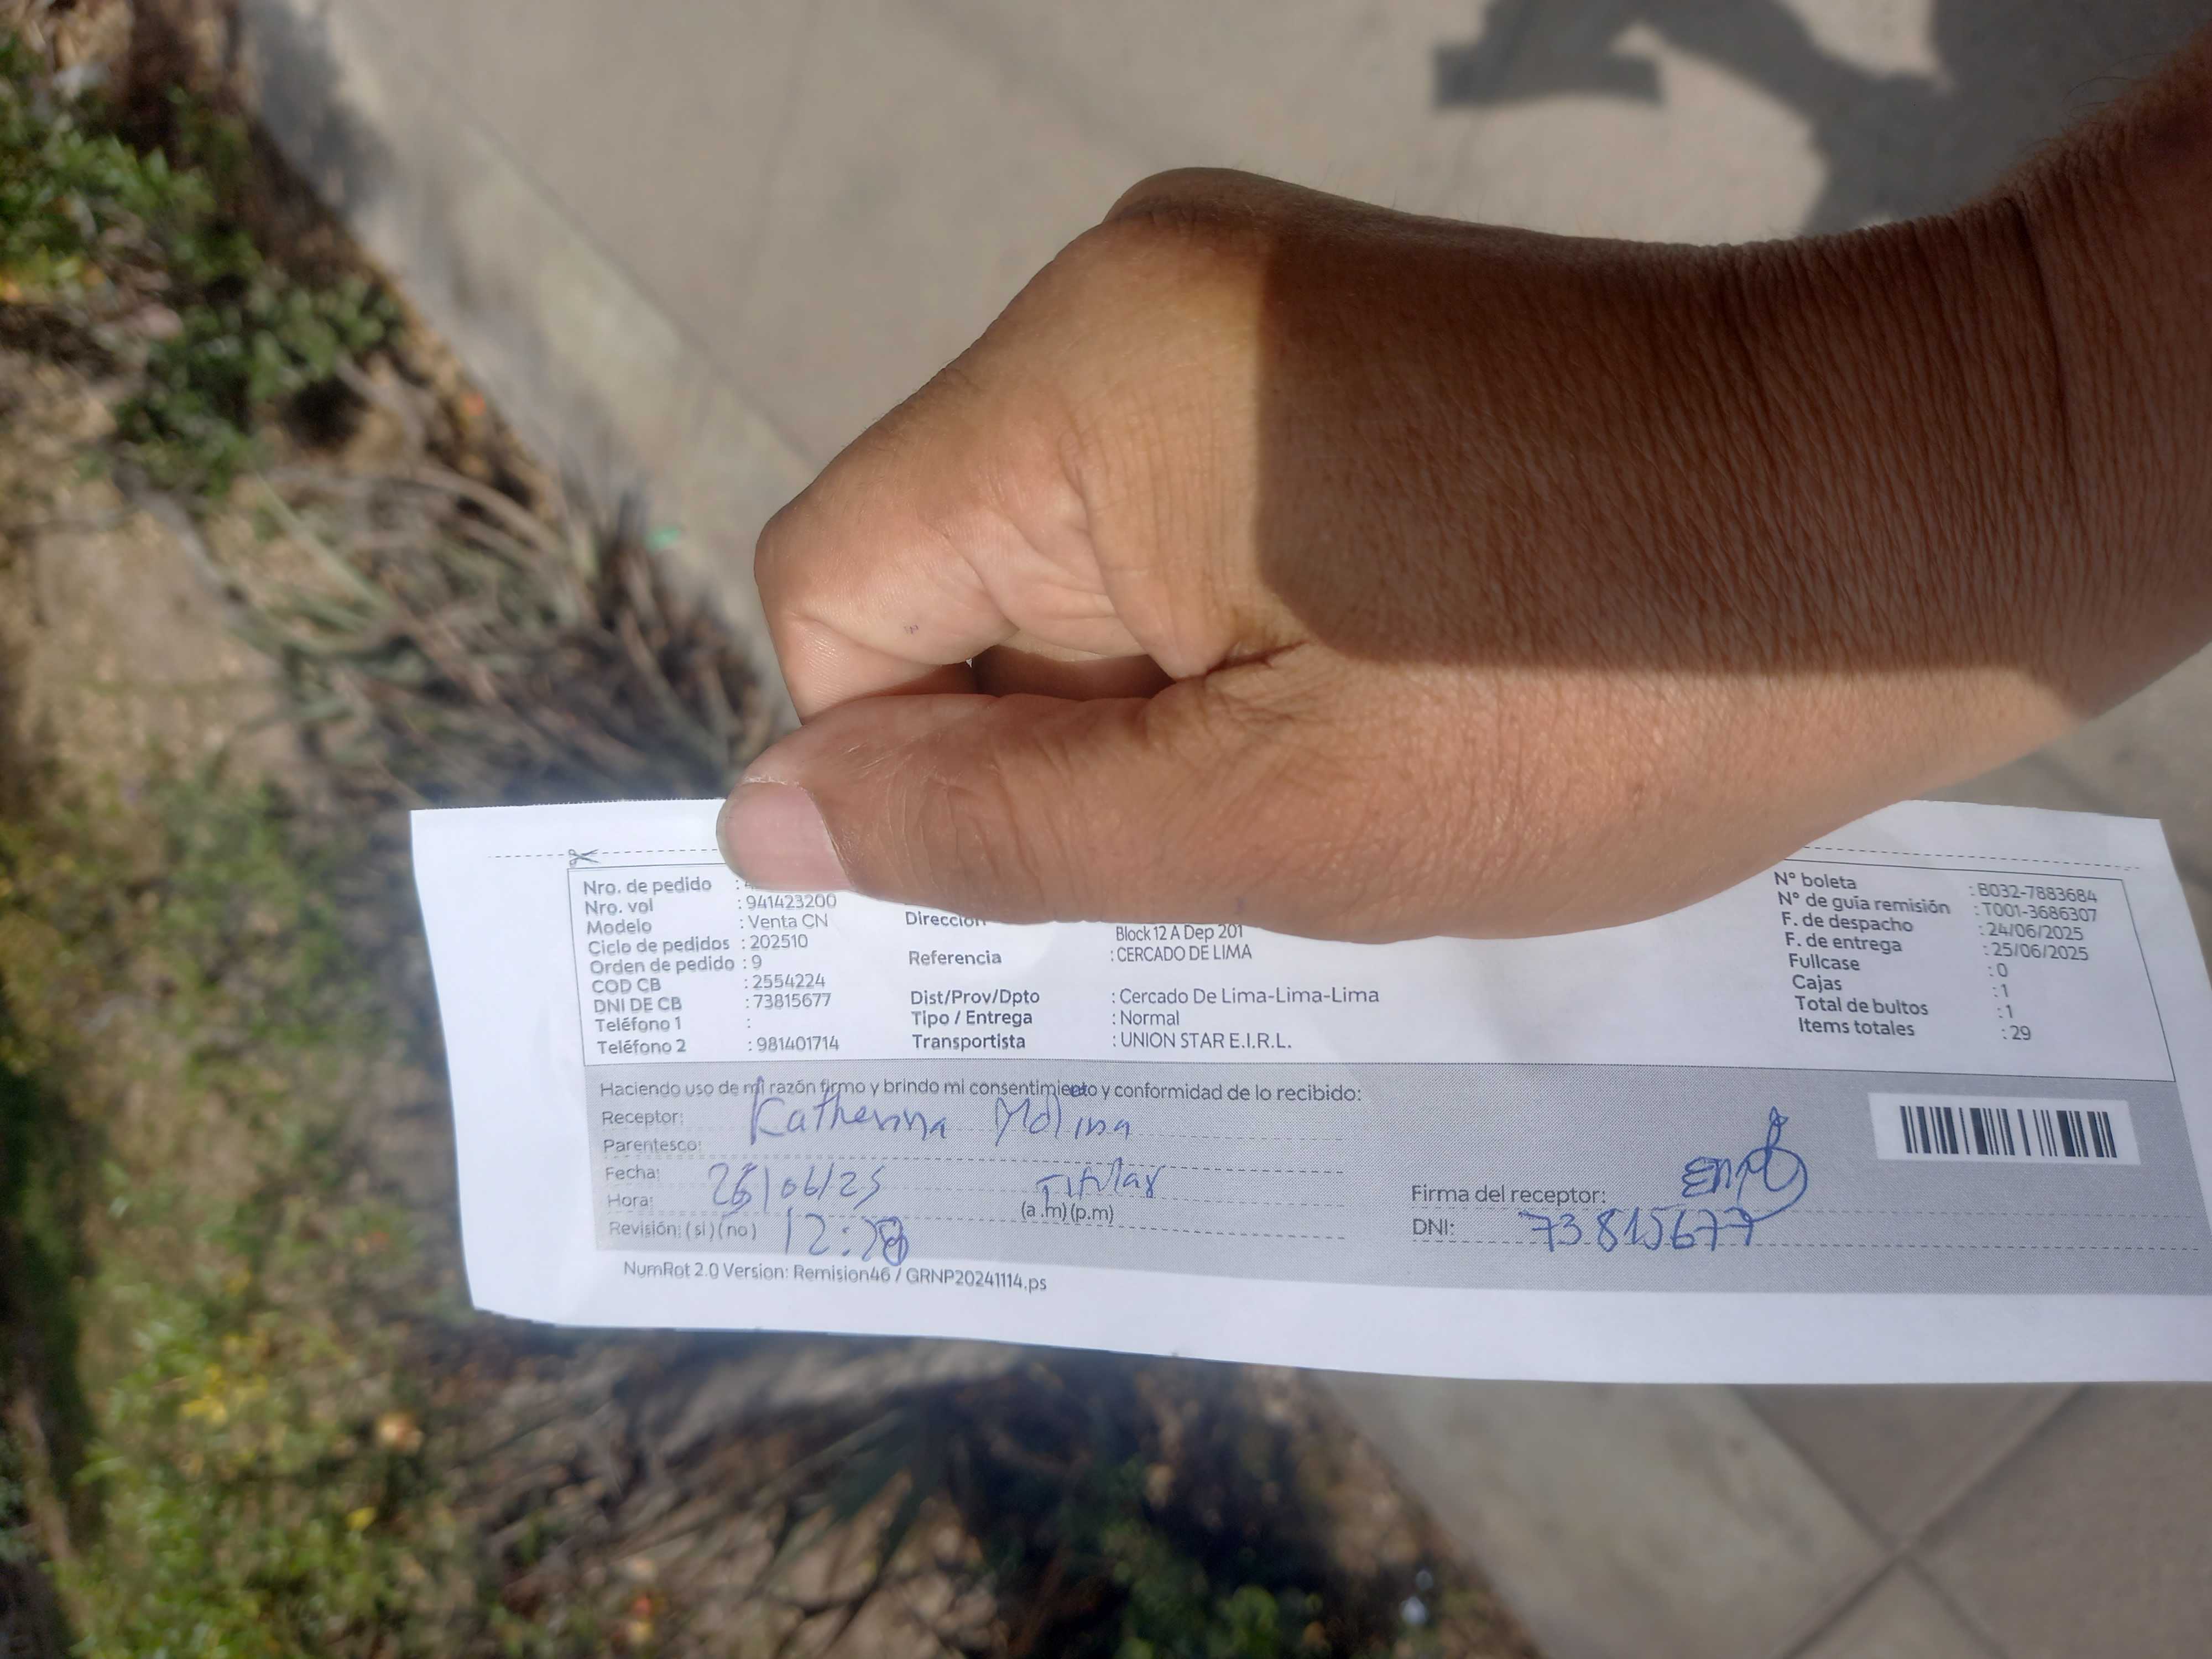 Nro. de pedido :
Nro. vol : 941423200
Modelo : Venta CN
Ciclo de pedidos : 202510
Orden de pedido : 9
COD CB : 2554224
DNI DE CB : 73815677
Teléfono 1 :
Teléfono 2 : 981401714
Dirección
Block 12 A Dep 201
Referencia : CERCADO DE LIMA
Dist/Prov/Dpto : Cercado De Lima-Lima-Lima
Tipo / Entrega : Normal
Transportista : UNION STAR E.I.R.L.
N° boleta : B032-7883684
N° de guía remisión : T001-3686307
F. de despacho : 24/06/2025
F. de entrega : 25/06/2025
Fullcase : 0
Cajas : 1
Total de bultos : 1
Items totales : 29
Haciendo uso de mi razón firmo y brindo mi consentimiento y conformidad de lo recibido:
Receptor: Katherina Molina
Parentesco:
Fecha: Titular
Hora: (a .m) (p.m)
Revisión: ( si ) ( no )
Firma del receptor:
DNI: 73815677
NumRot 2.0 Version: Remision46 / GRNP20241114.ps